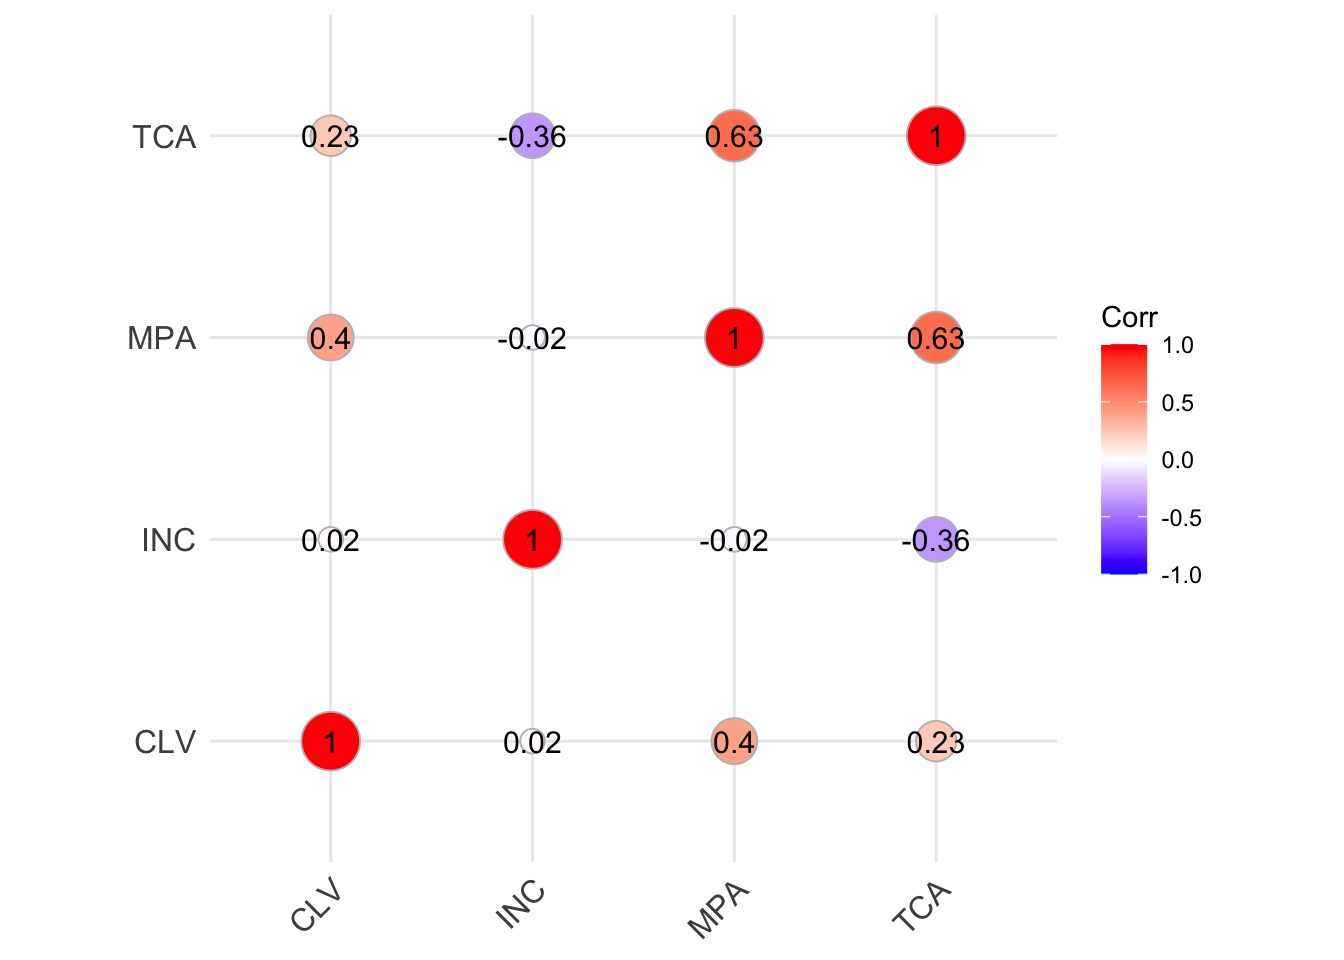 TCA 0.23 -0.36 0.63 1
MPA 0.4 -0.02 1 0.63
INC 0.02 1 -0.02 -0.36
CLV 1 0.02 0.4 0.23
CLV INC MPA TCA
Corr
1.0
0.5
0.0
-0.5
-1.0